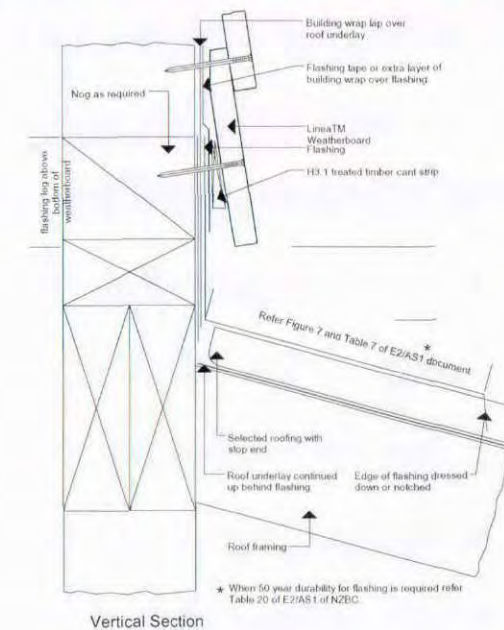 Building wrap lap over
roof underlay
Flashing tape or extra layer of
building wrap over flashing
Nog as required
LineaTM
Weatherboard
Flashing
H3.1 treated timber cant strip
flashing leg above
bottom of
weatherboard
Refer Figure 7 and Table 7 of E2/AS1 document
*
Selected roofing with
stop end
Roof underlay continued
up behind flashing
Edge of flashing dressed
down or notched
Roof framing
* When 50 year durability for flashing is required refer
Table 20 of E2/AS1 of NZBC.
Vertical Section